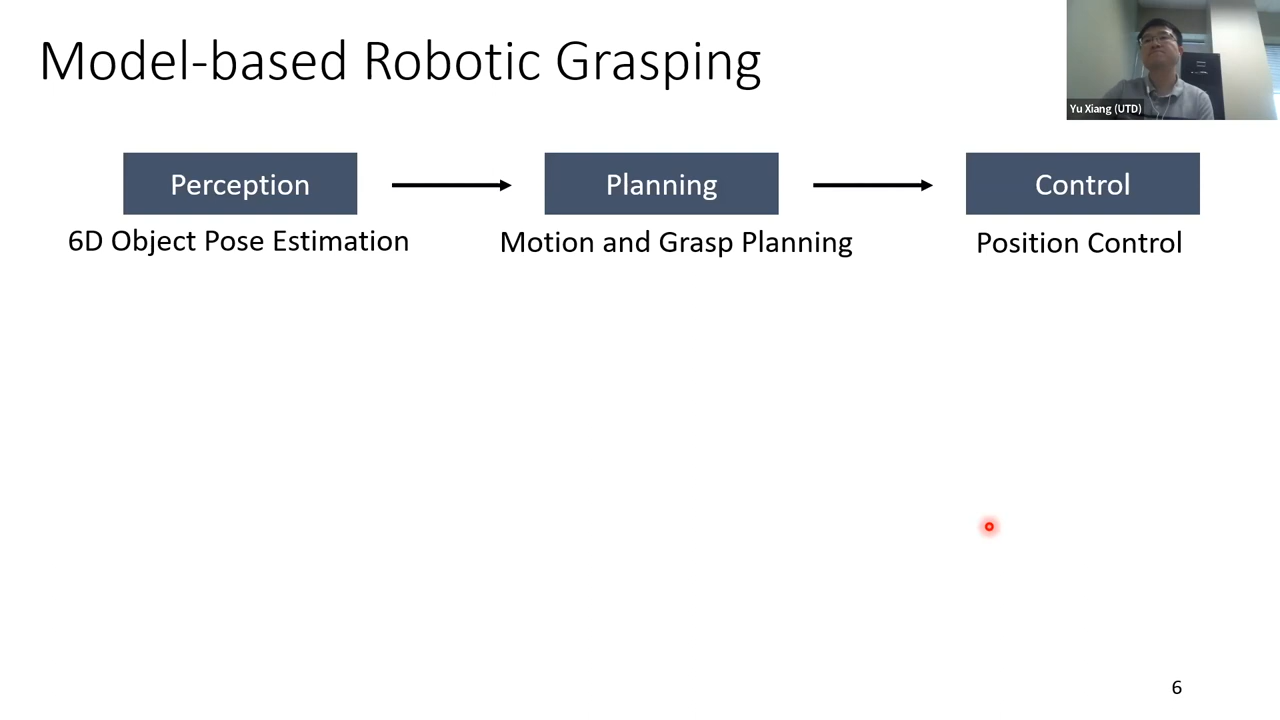 Model-based Robotic Grasping
Yu Xiang (UTD)
Perception
Planning
Control
6D Object Pose Estimation
Motion and Grasp Planning
Position Control
6